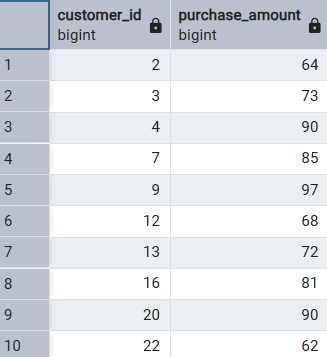 customer_id purchase_amount
bigint bigint
1 2 64
2 3 73
3 4 90
4 7 85
5 9 97
6 12 68
7 13 72
8 16 81
9 20 90
10 22 62